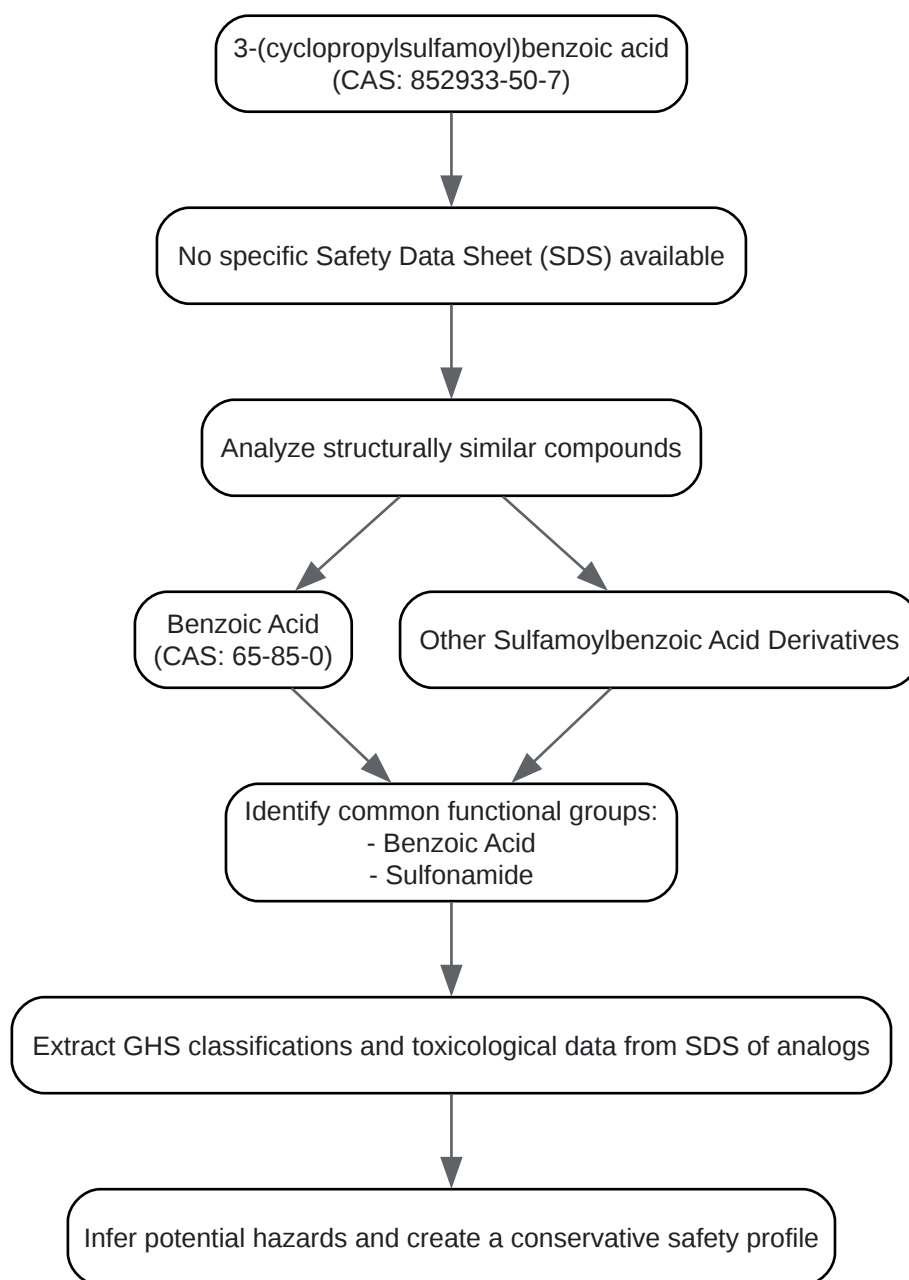 3-(cyclopropylsulfamoyl)benzoic acid
(CAS: 852933-50-7)
No specific Safety Data Sheet (SDS) available
Analyze structurally similar compounds
Benzoic Acid
(CAS: 65-85-0)
Other Sulfamoylbenzoic Acid Derivatives
Identify common functional groups:
- Benzoic Acid
- Sulfonamide
Extract GHS classifications and toxicological data from SDS of analogs
Infer potential hazards and create a conservative safety profile